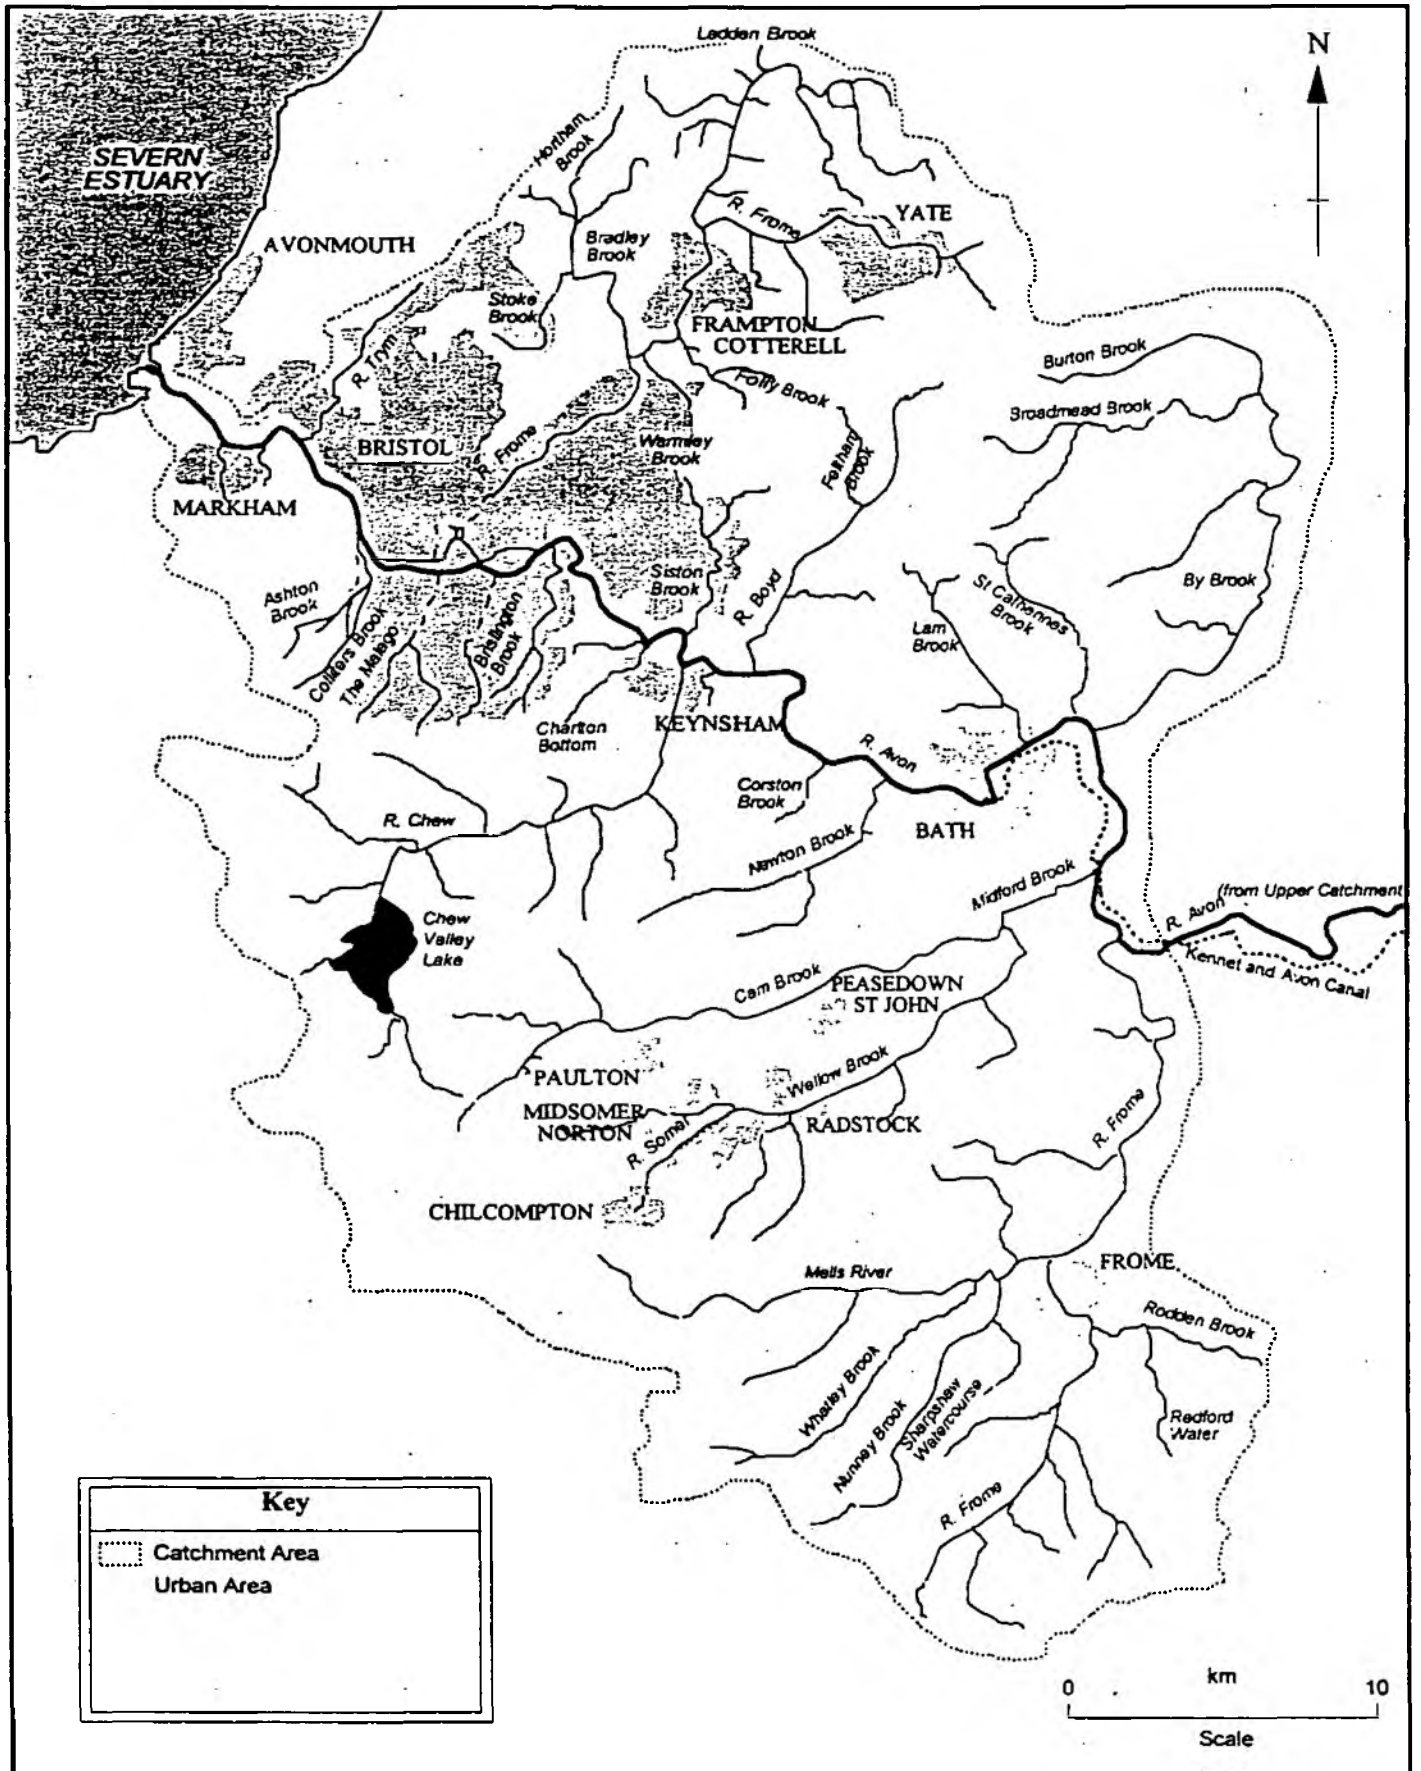 Ladden Brook
N
Hortham
Brook
SEVERN
ESTUARY
R. Frome
YATE
AVONMOUTH
Bradley
Brook
Stoke
Brook
FRAMPTON
COTTERELL
R. Trym
Burton Brook
Folly Brook
Broadmead Brook
BRISTOL
R. Frome
Warmley
Brook
Feltham
Brook
MARKHAM
Siston
Brook
R. Boyd
St Catherines
Brook
By Brook
Ashton
Brook
Colliters Brook
The Malago
Brislington
Brook
Lam
Brook
KEYNSHAM
Charlton
Bottom
R. Avon
Corston
Brook
R. Chew
BATH
Newton Brook
Midford Brook
(from Upper Catchment
R. Avon
Chew
Valley
Lake
Kennet and Avon Canal
Cam Brook
PEASEDOWN
ST JOHN
PAULTON
Wellow Brook
MIDSOMER
NORTON
R. Somer
RADSTOCK
R. Frome
CHILCOMPTON
Mells River
FROME
Rodden Brook
Whatley Brook
Nunney Brook
Sharpshaw
Watercourse
Redford
Water
R. Frome
Key
Catchment Area
Urban Area
km
0 10
Scale